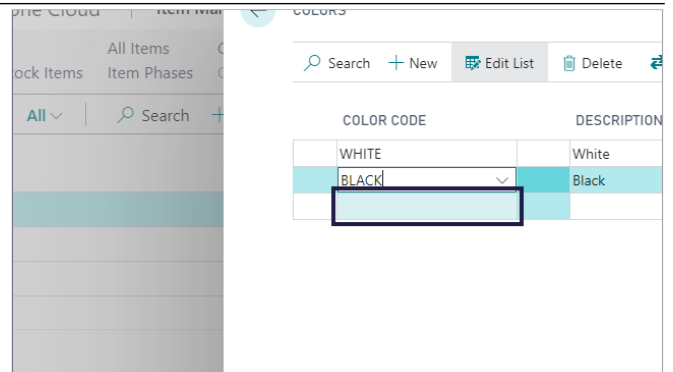 COLORS
All Items
ock Items Item Phases
Search + New Edit List Delete
All Search +
COLOR CODE DESCRIPTION
WHITE White
BLACK Black